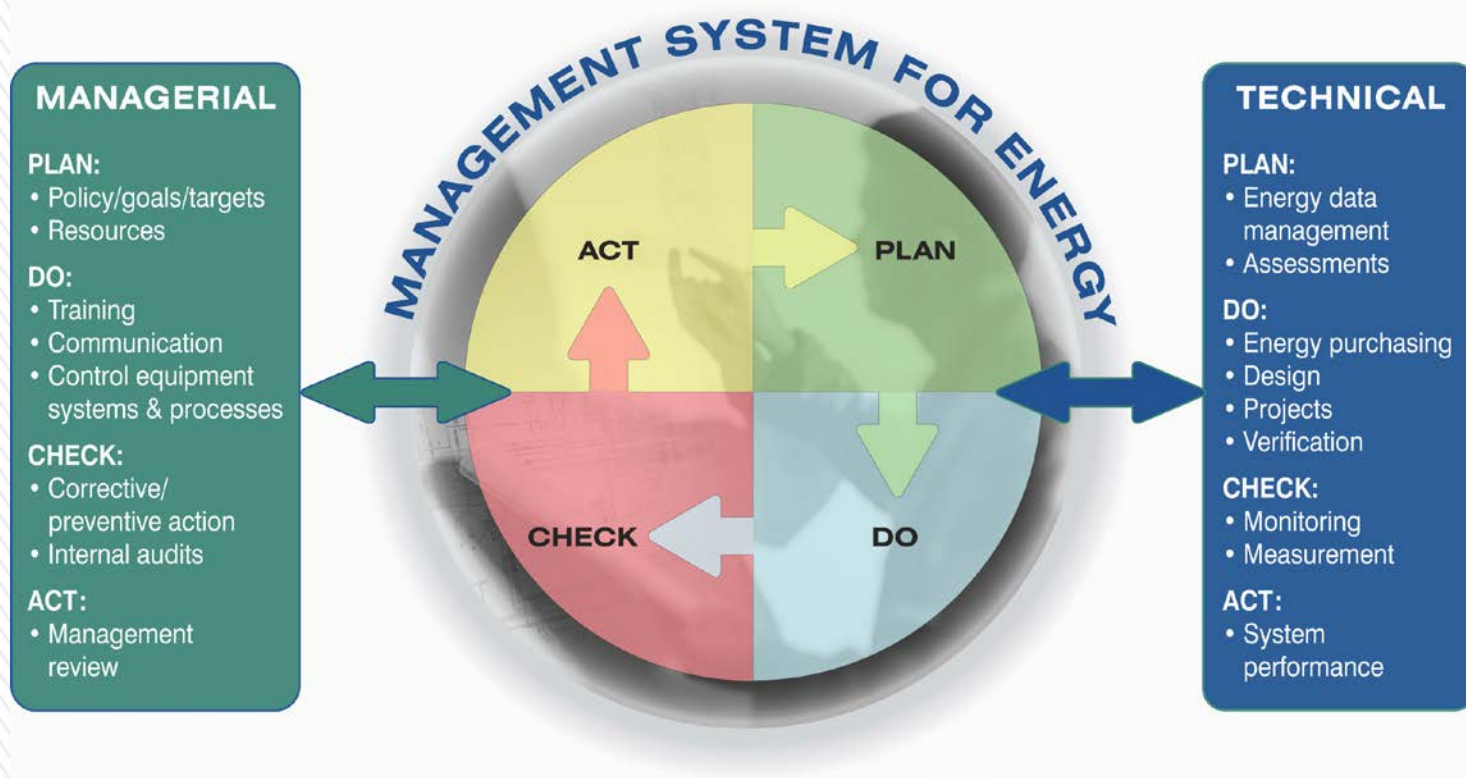 MANAGEMENT SYSTEM FOR ENERGY
MANAGERIAL
PLAN:
• Policy/goals/targets
• Resources
DO:
• Training
• Communication
• Control equipment
systems & processes
CHECK:
• Corrective/
preventive action
• Internal audits
ACT:
• Management
review
ACT
PLAN
CHECK
DO
TECHNICAL
PLAN:
• Energy data
management
• Assessments
DO:
• Energy purchasing
• Design
• Projects
• Verification
CHECK:
• Monitoring
• Measurement
ACT:
• System
performance